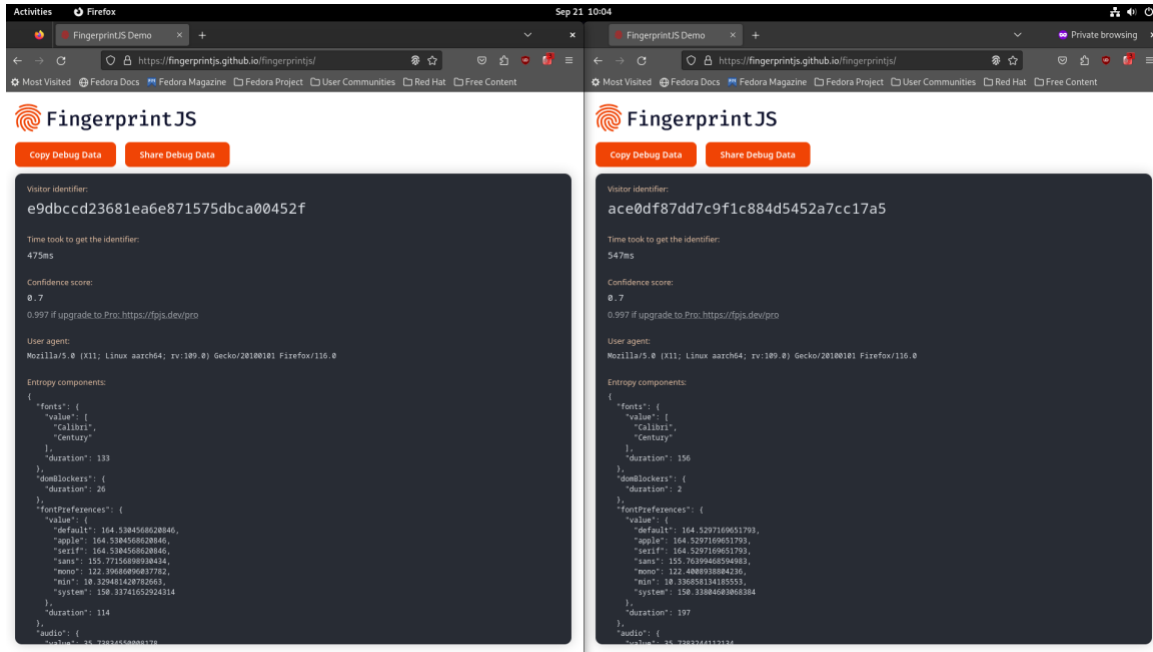 Activities Firefox Sep 21 10:04
FingerprintJS Demo × +
https://fingerprintjs.github.io/fingerprintjs/
Most Visited Fedora Docs Fedora Magazine Fedora Project User Communities Red Hat Free Content
FingerprintJS
Copy Debug Data Share Debug Data
Visitor identifier:
e9dbccd23681ea6e871575dbca00452f
Time took to get the identifier:
475ms
Confidence score:
0.7
0.997 if upgrade to Pro: https://fpjs.dev/pro
User agent:
Mozilla/5.0 (X11; Linux aarch64; rv:109.0) Gecko/20100101 Firefox/116.0
Entropy components:
{
"fonts": {
"value": [
"Calibri",
"Century"
],
"duration": 133
},
"domBlockers": {
"duration": 26
},
"fontPreferences": {
"value": {
"default": 164.5304568620846,
"apple": 164.5304568620846,
"serif": 164.5304568620846,
"sans": 155.77156898930434,
"mono": 122.39686096037782,
"min": 10.329481420782663,
"system": 150.33741652924314
},
"duration": 114
},
"audio": {
FingerprintJS Demo × + Private browsing
https://fingerprintjs.github.io/fingerprintjs/
Most Visited Fedora Docs Fedora Magazine Fedora Project User Communities Red Hat Free Content
FingerprintJS
Copy Debug Data Share Debug Data
Visitor identifier:
ace0df87dd7c9f1c884d5452a7cc17a5
Time took to get the identifier:
547ms
Confidence score:
0.7
0.997 if upgrade to Pro: https://fpjs.dev/pro
User agent:
Mozilla/5.0 (X11; Linux aarch64; rv:109.0) Gecko/20100101 Firefox/116.0
Entropy components:
{
"fonts": {
"value": [
"Calibri",
"Century"
],
"duration": 156
},
"domBlockers": {
"duration": 2
},
"fontPreferences": {
"value": {
"default": 164.5297169651793,
"apple": 164.5297169651793,
"serif": 164.5297169651793,
"sans": 155.76399468594983,
"mono": 122.4008938804236,
"min": 10.336858134185553,
"system": 150.33804603068384
},
"duration": 197
},
"audio": {